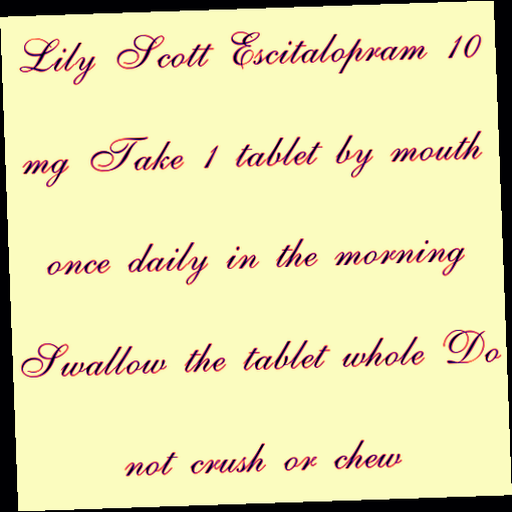 Lily Scott Escitalopram 10
mg Take 1 tablet by mouth
once daily in the morning
Swallow the tablet whole Do
not crush or chew